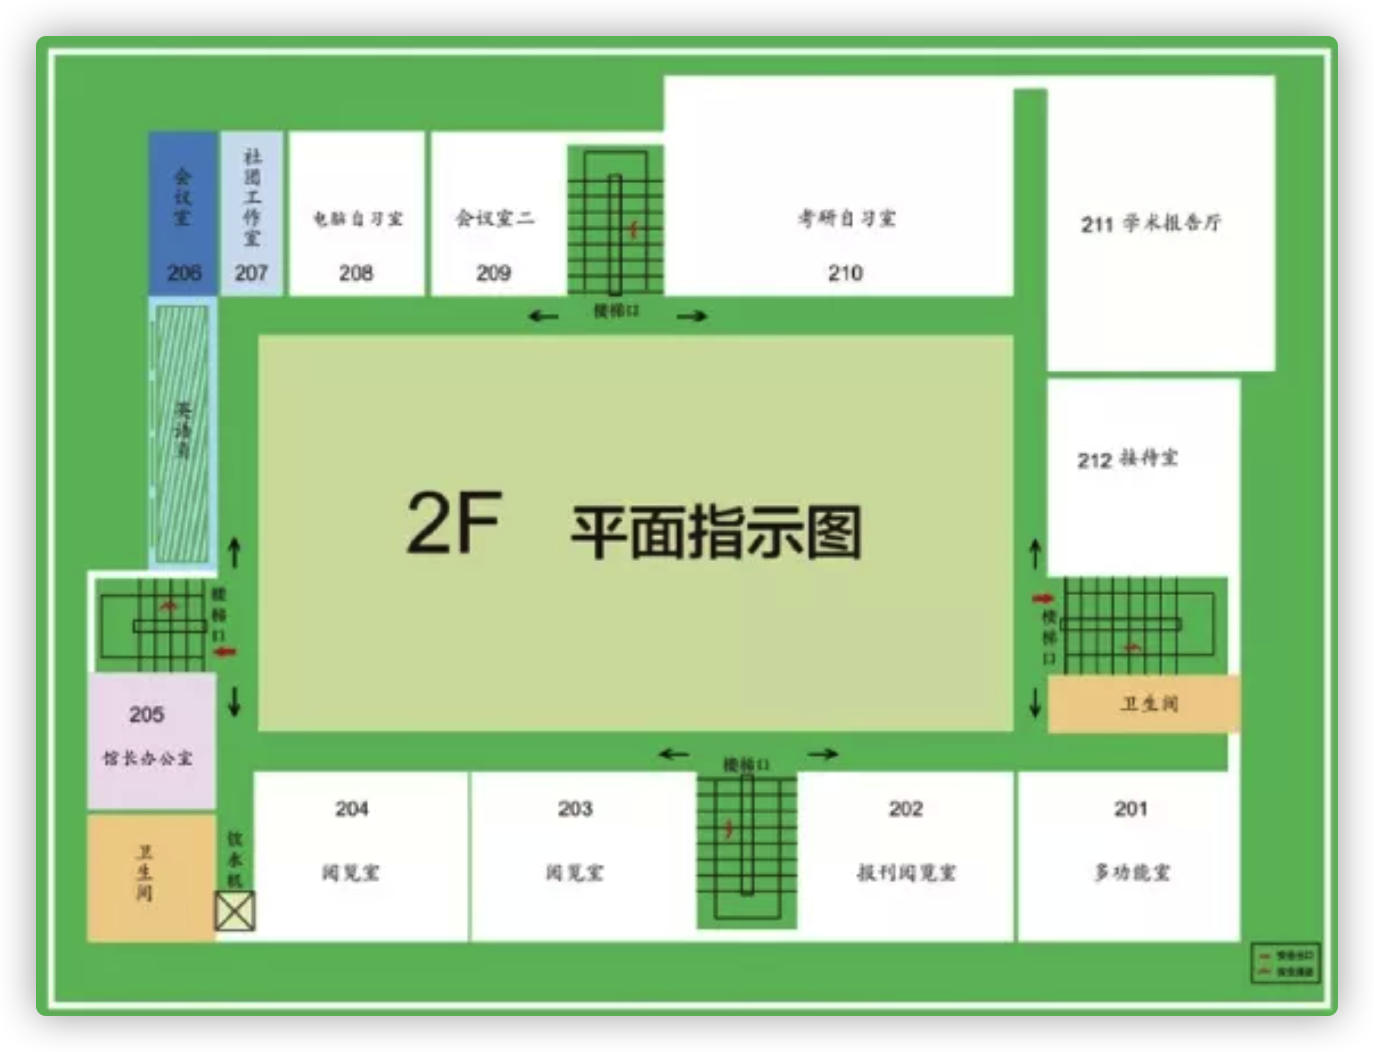 会议室
206
社团工作室
207
电脑自习室
208
会议室二
209
楼梯口
考研自习室
210
211 学术报告厅
英语角
2F 平面指示图
212 接待室
楼梯口
楼梯口
205
馆长办公室
卫生间
卫生间
饮水机
楼梯口
204
阅览室
203
阅览室
202
报刊阅览室
201
多功能室
安全出口